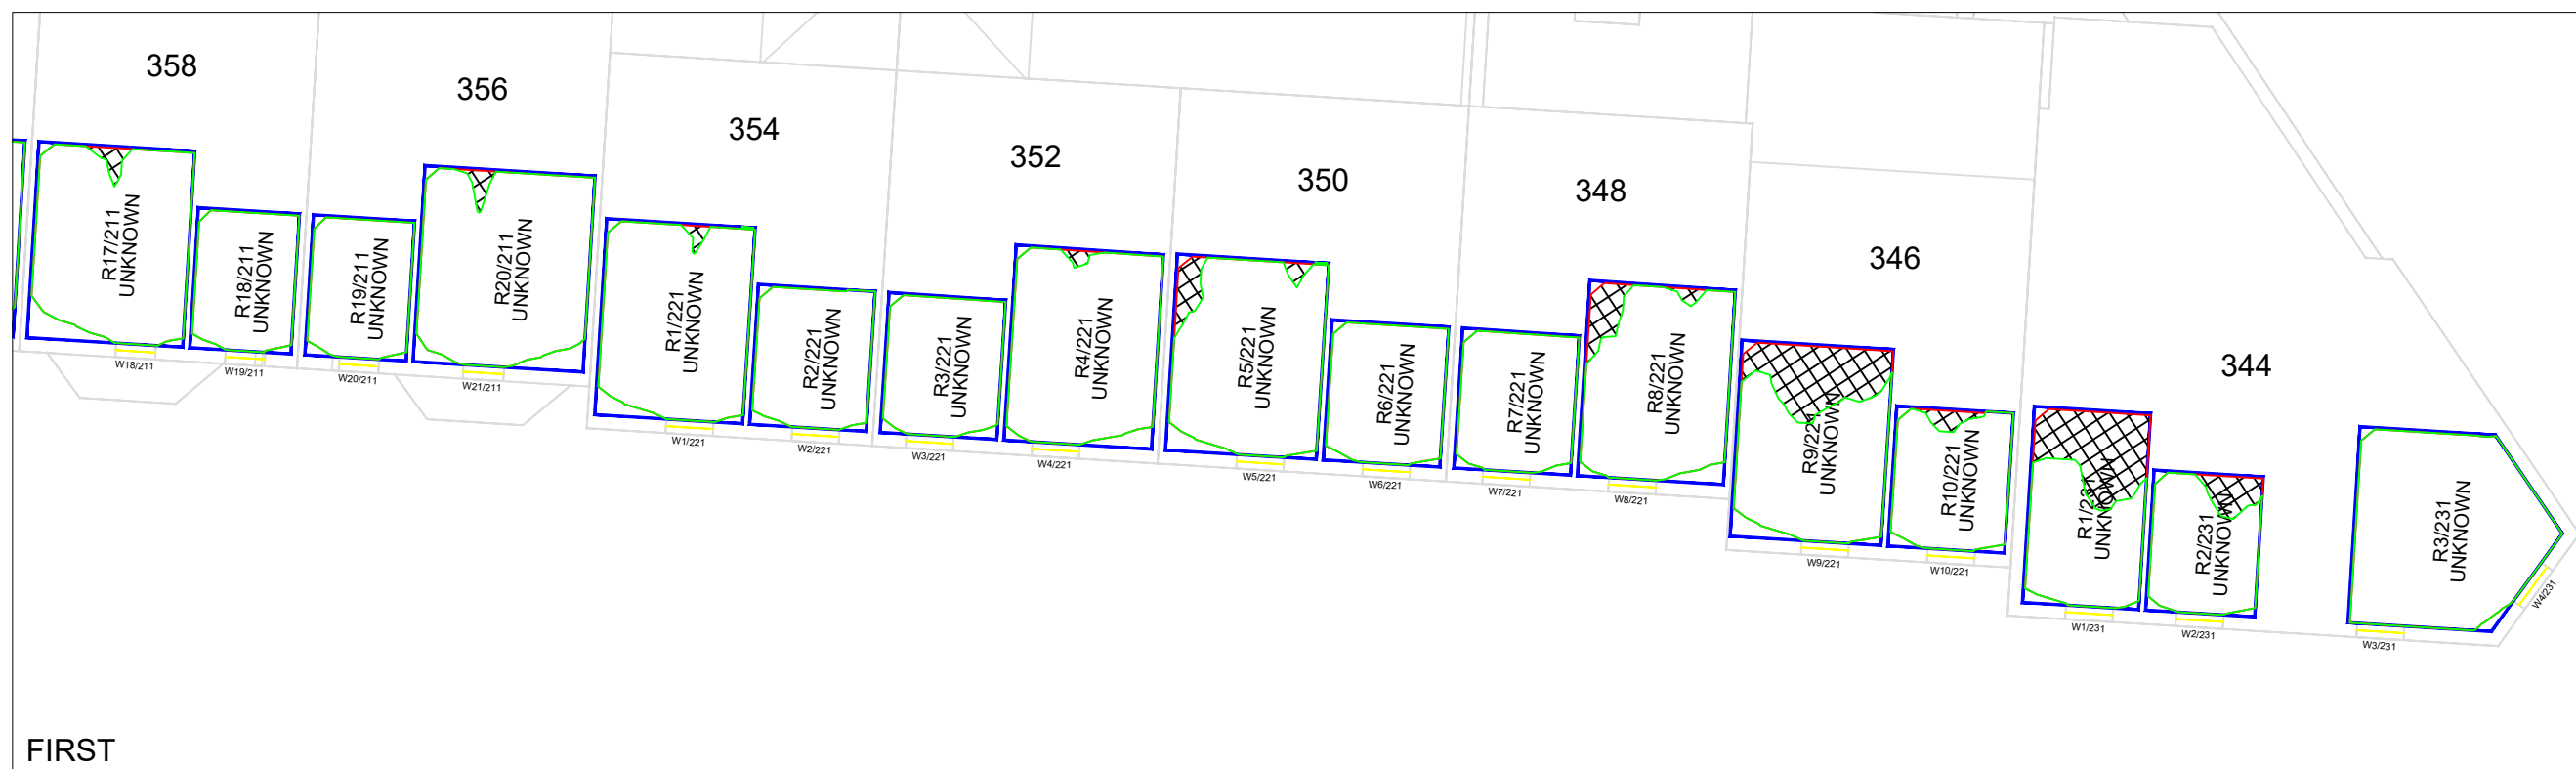 358
356
354
352
350
348
346
344
R17/211
UNKNOWN
R18/211
UNKNOWN
R19/211
UNKNOWN
R20/211
UNKNOWN
R1/221
UNKNOWN
R2/221
UNKNOWN
R3/221
UNKNOWN
R4/221
UNKNOWN
R5/221
UNKNOWN
R6/221
UNKNOWN
R7/221
UNKNOWN
R8/221
UNKNOWN
R9/221
UNKNOWN
R10/221
UNKNOWN
R1/231
UNKNOWN
R2/231
UNKNOWN
R3/231
UNKNOWN
W18/211
W19/211
W20/211
W21/211
W1/221
W2/221
W3/221
W4/221
W5/221
W6/221
W7/221
W8/221
W9/221
W10/221
W1/231
W2/231
W3/231
W4/231
FIRST